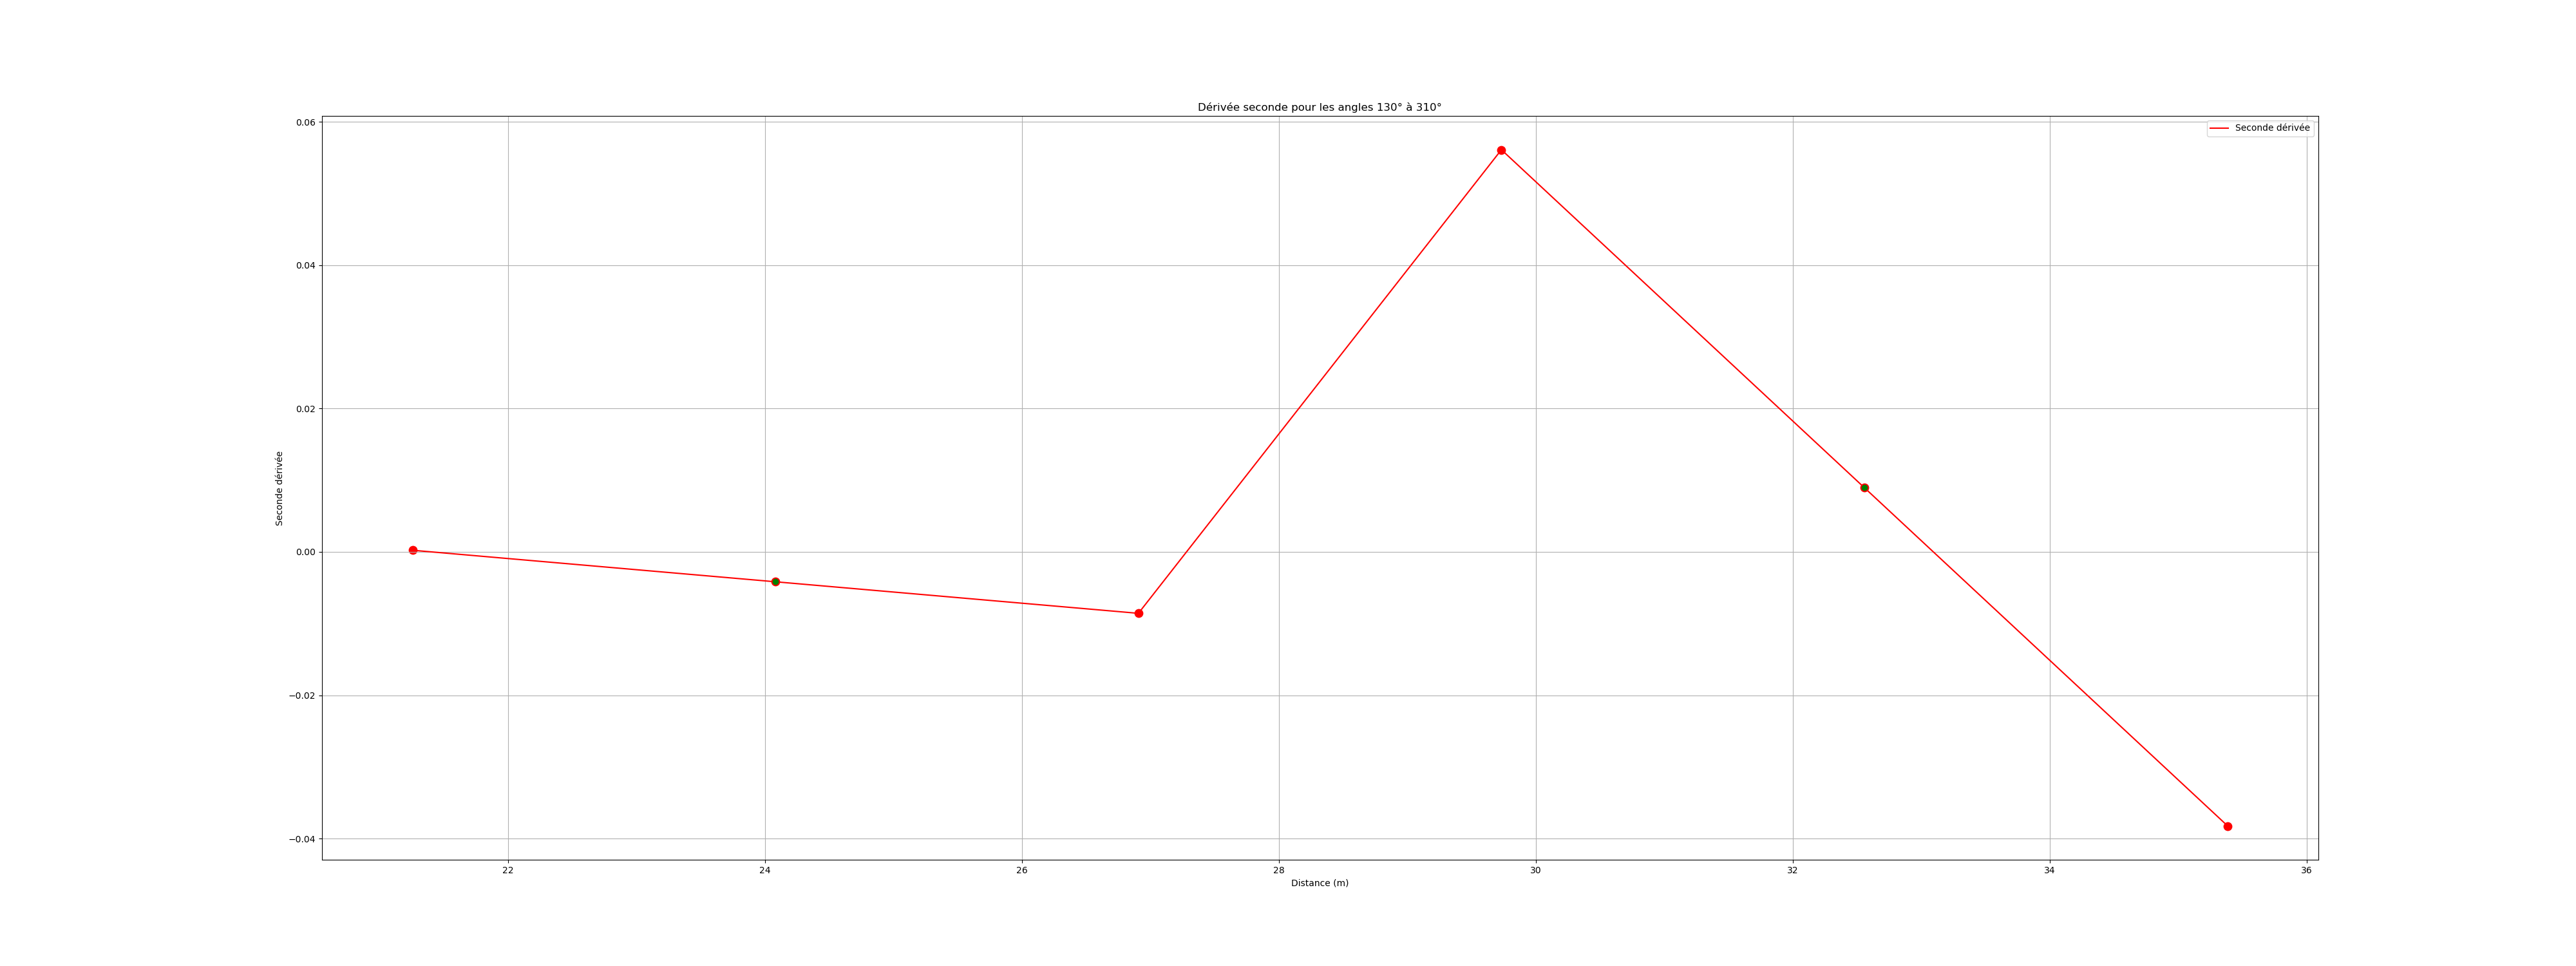 Dérivée seconde pour les angles 130° à 310°
Seconde dérivée
0.06
0.04
0.02
0.00
−0.02
−0.04
Seconde dérivée
22 24 26 28 30 32 34 36
Distance (m)